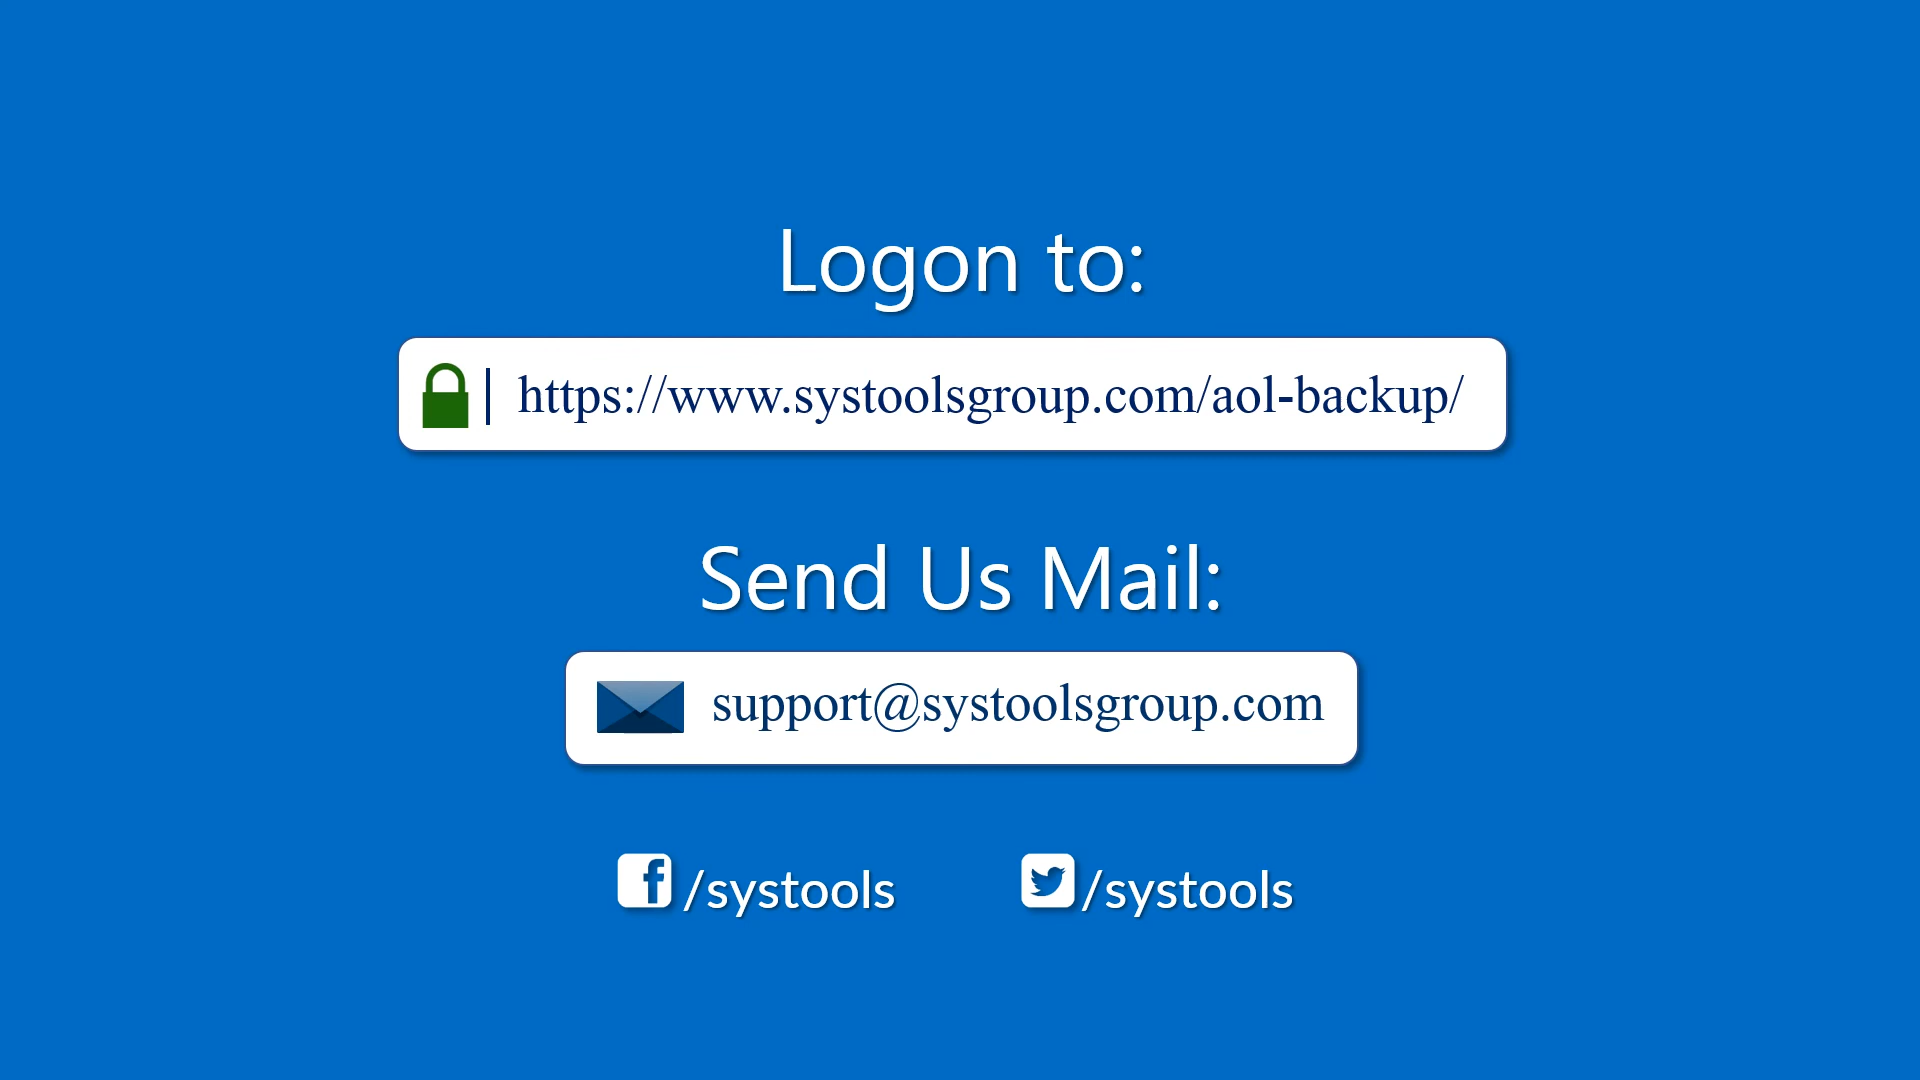 Logon to:
https://www.systoolsgroup.com/aol-backup/
Send Us Mail:
support@systoolsgroup.com
/systools
/systools